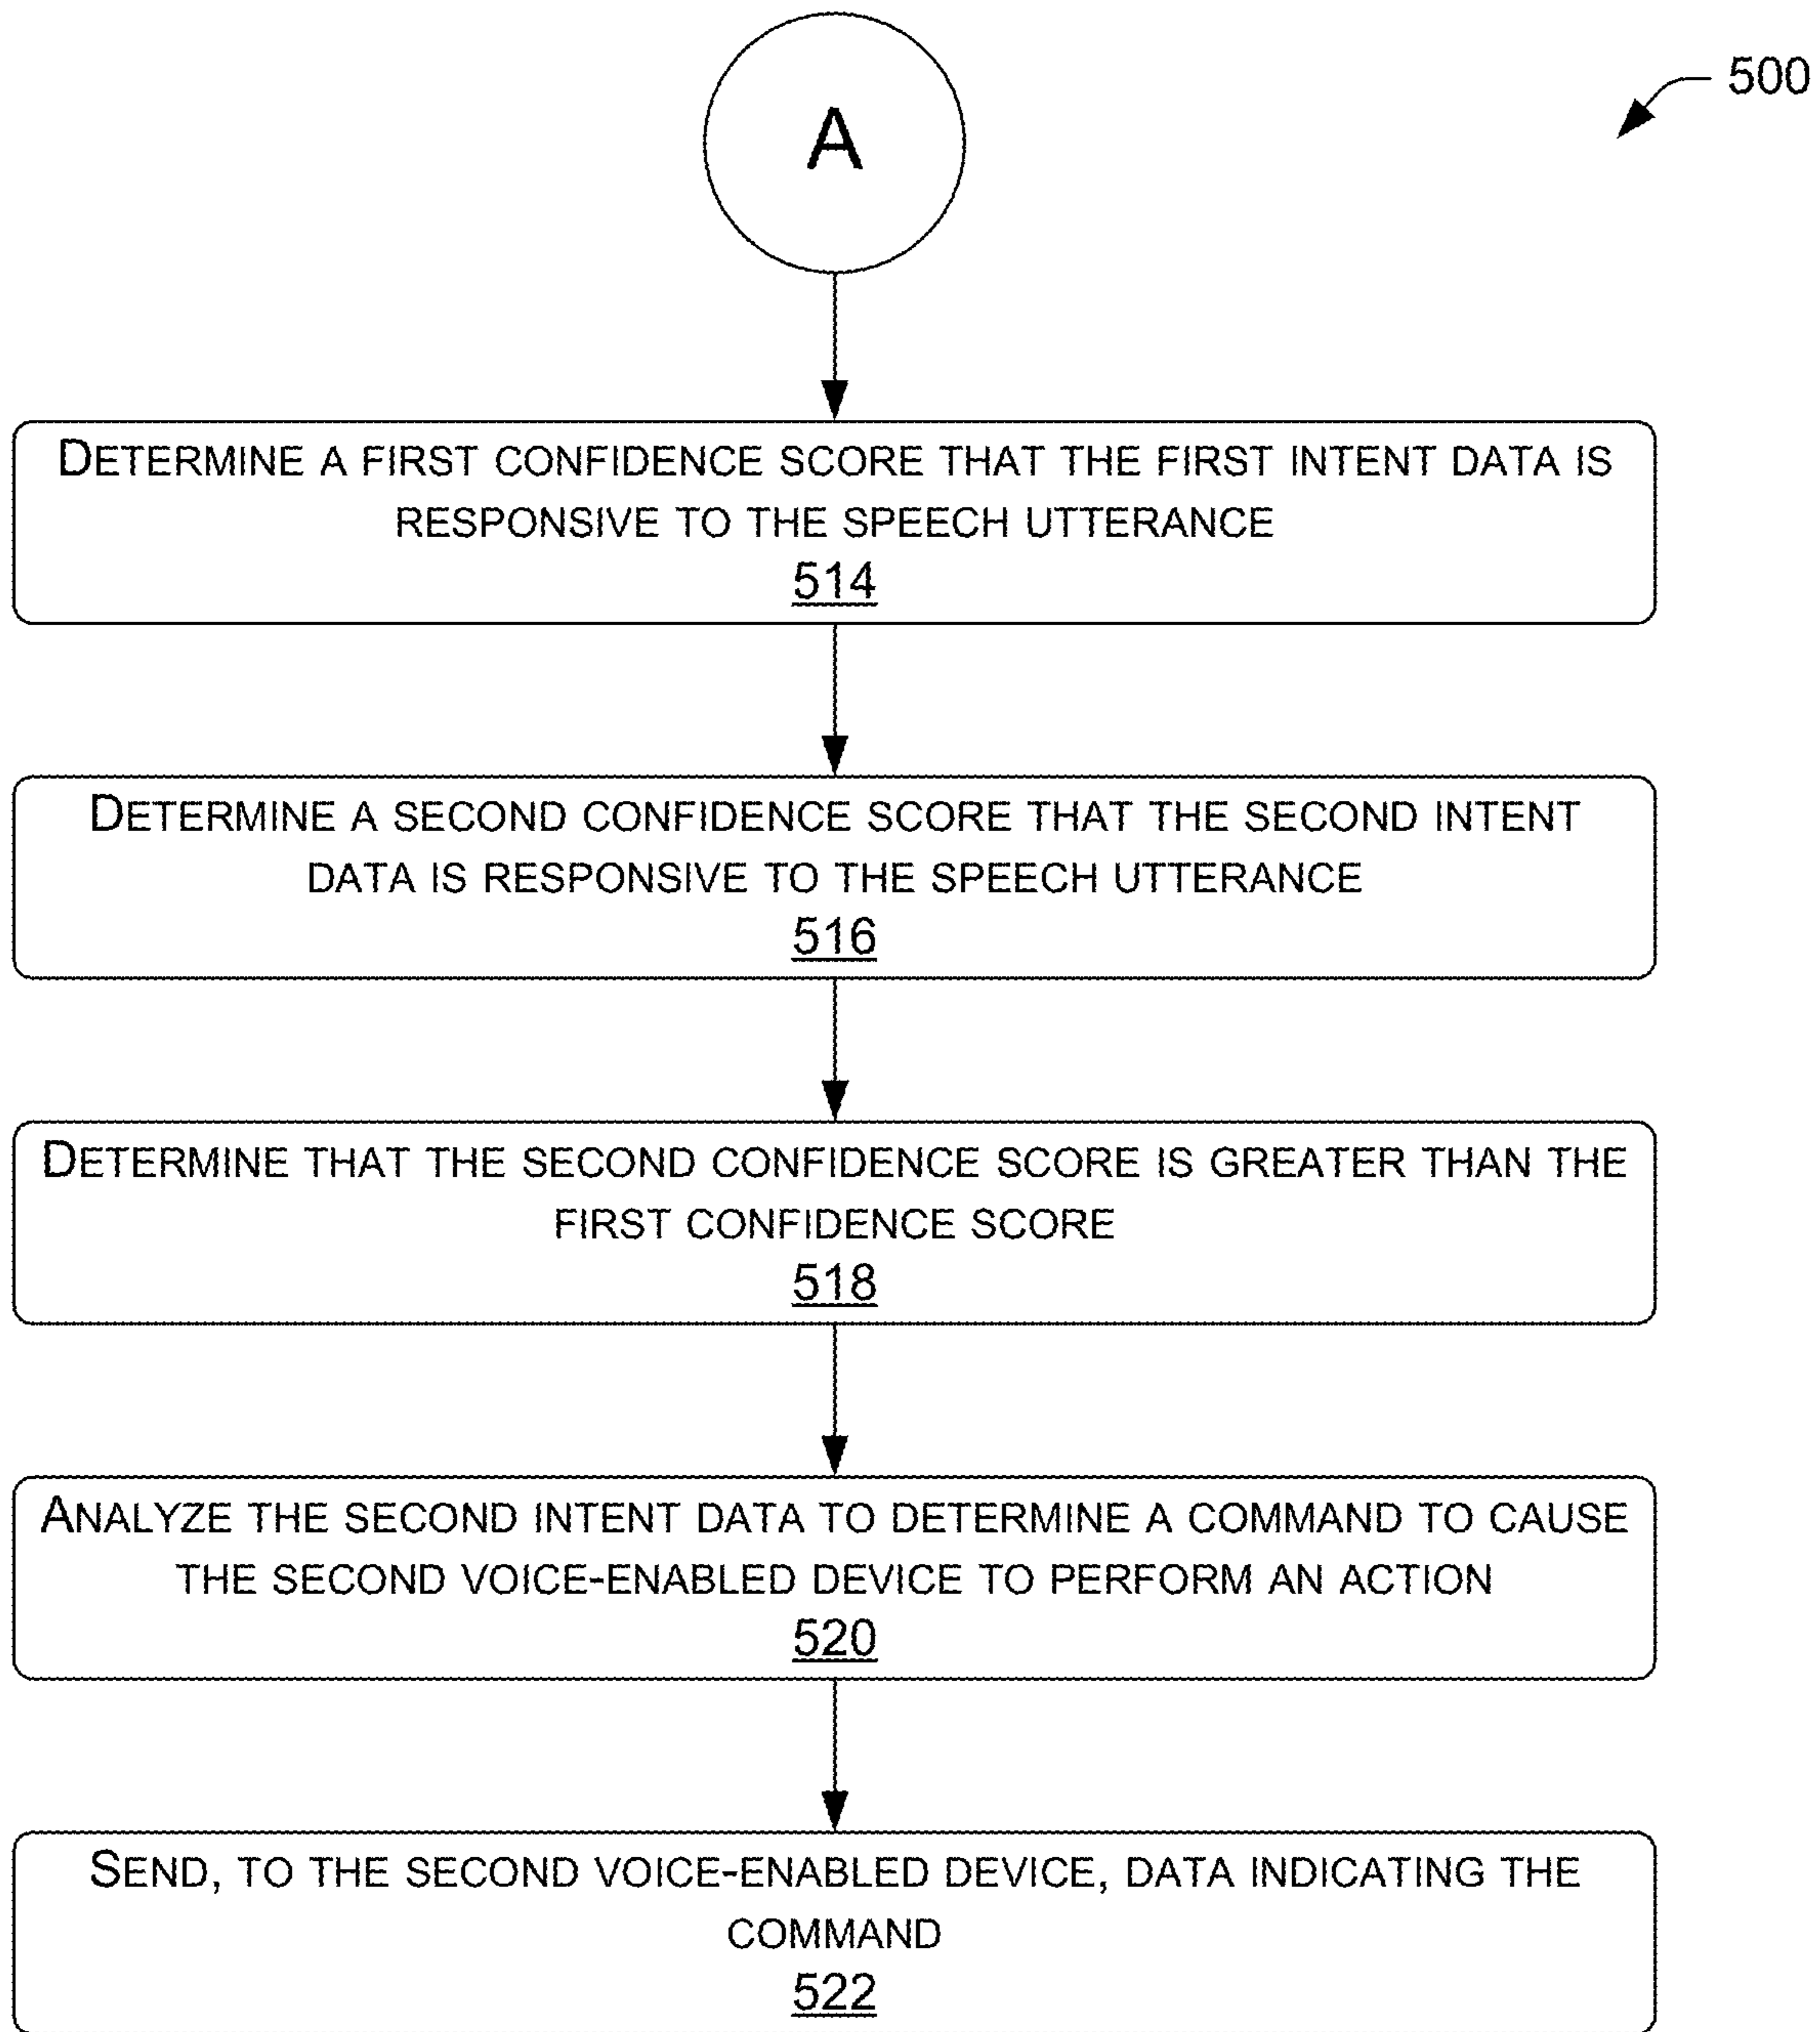 A
500
DETERMINE A FIRST CONFIDENCE SCORE THAT THE FIRST INTENT DATA IS
RESPONSIVE TO THE SPEECH UTTERANCE
514
DETERMINE A SECOND CONFIDENCE SCORE THAT THE SECOND INTENT
DATA IS RESPONSIVE TO THE SPEECH UTTERANCE
516
DETERMINE THAT THE SECOND CONFIDENCE SCORE IS GREATER THAN THE
FIRST CONFIDENCE SCORE
518
ANALYZE THE SECOND INTENT DATA TO DETERMINE A COMMAND TO CAUSE
THE SECOND VOICE-ENABLED DEVICE TO PERFORM AN ACTION
520
SEND, TO THE SECOND VOICE-ENABLED DEVICE, DATA INDICATING THE
COMMAND
522